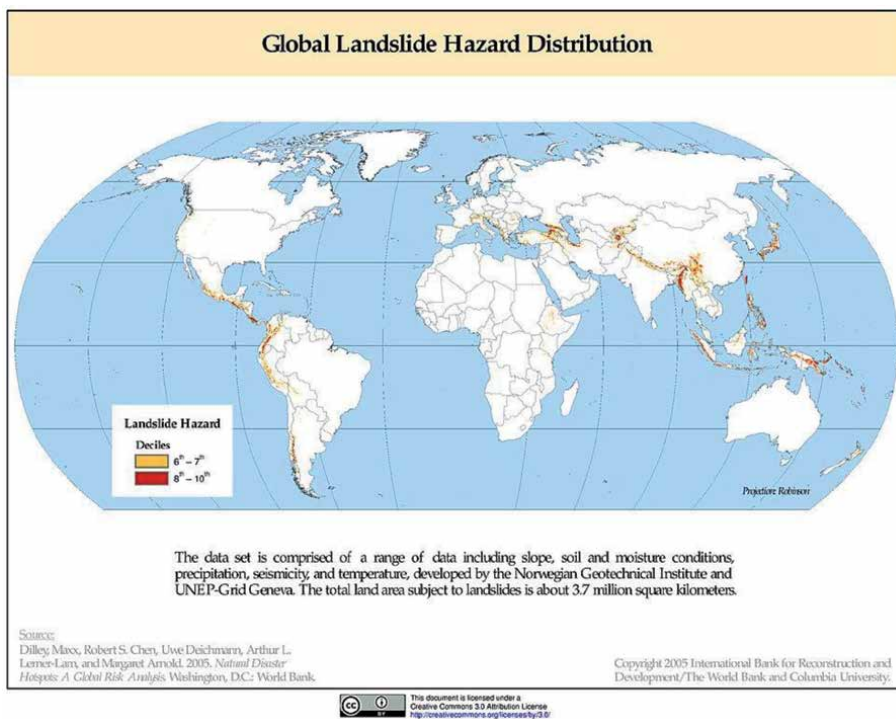 Global Landslide Hazard Distribution
Landslide Hazard
Deciles
6th – 7th
8th – 10th
Projection: Robinson
The data set is comprised of a range of data including slope, soil and moisture conditions,
precipitation, seismicity, and temperature, developed by the Norwegian Geotechnical Institute and
UNEP-Grid Geneva. The total land area subject to landslides is about 3.7 million square kilometers.
Source:
Dilley, Maxx, Robert S. Chen, Uwe Deichmann, Arthur L.
Lerner-Lam, and Margaret Arnold. 2005. Natural Disaster
Hotspots: A Global Risk Analysis. Washington, D.C.: World Bank.
Copyright 2005 International Bank for Reconstruction and
Development/The World Bank and Columbia University.
cc
BY
This document is licensed under a
Creative Commons 3.0 Attribution License
http://creativecommons.org/licenses/by/3.0/